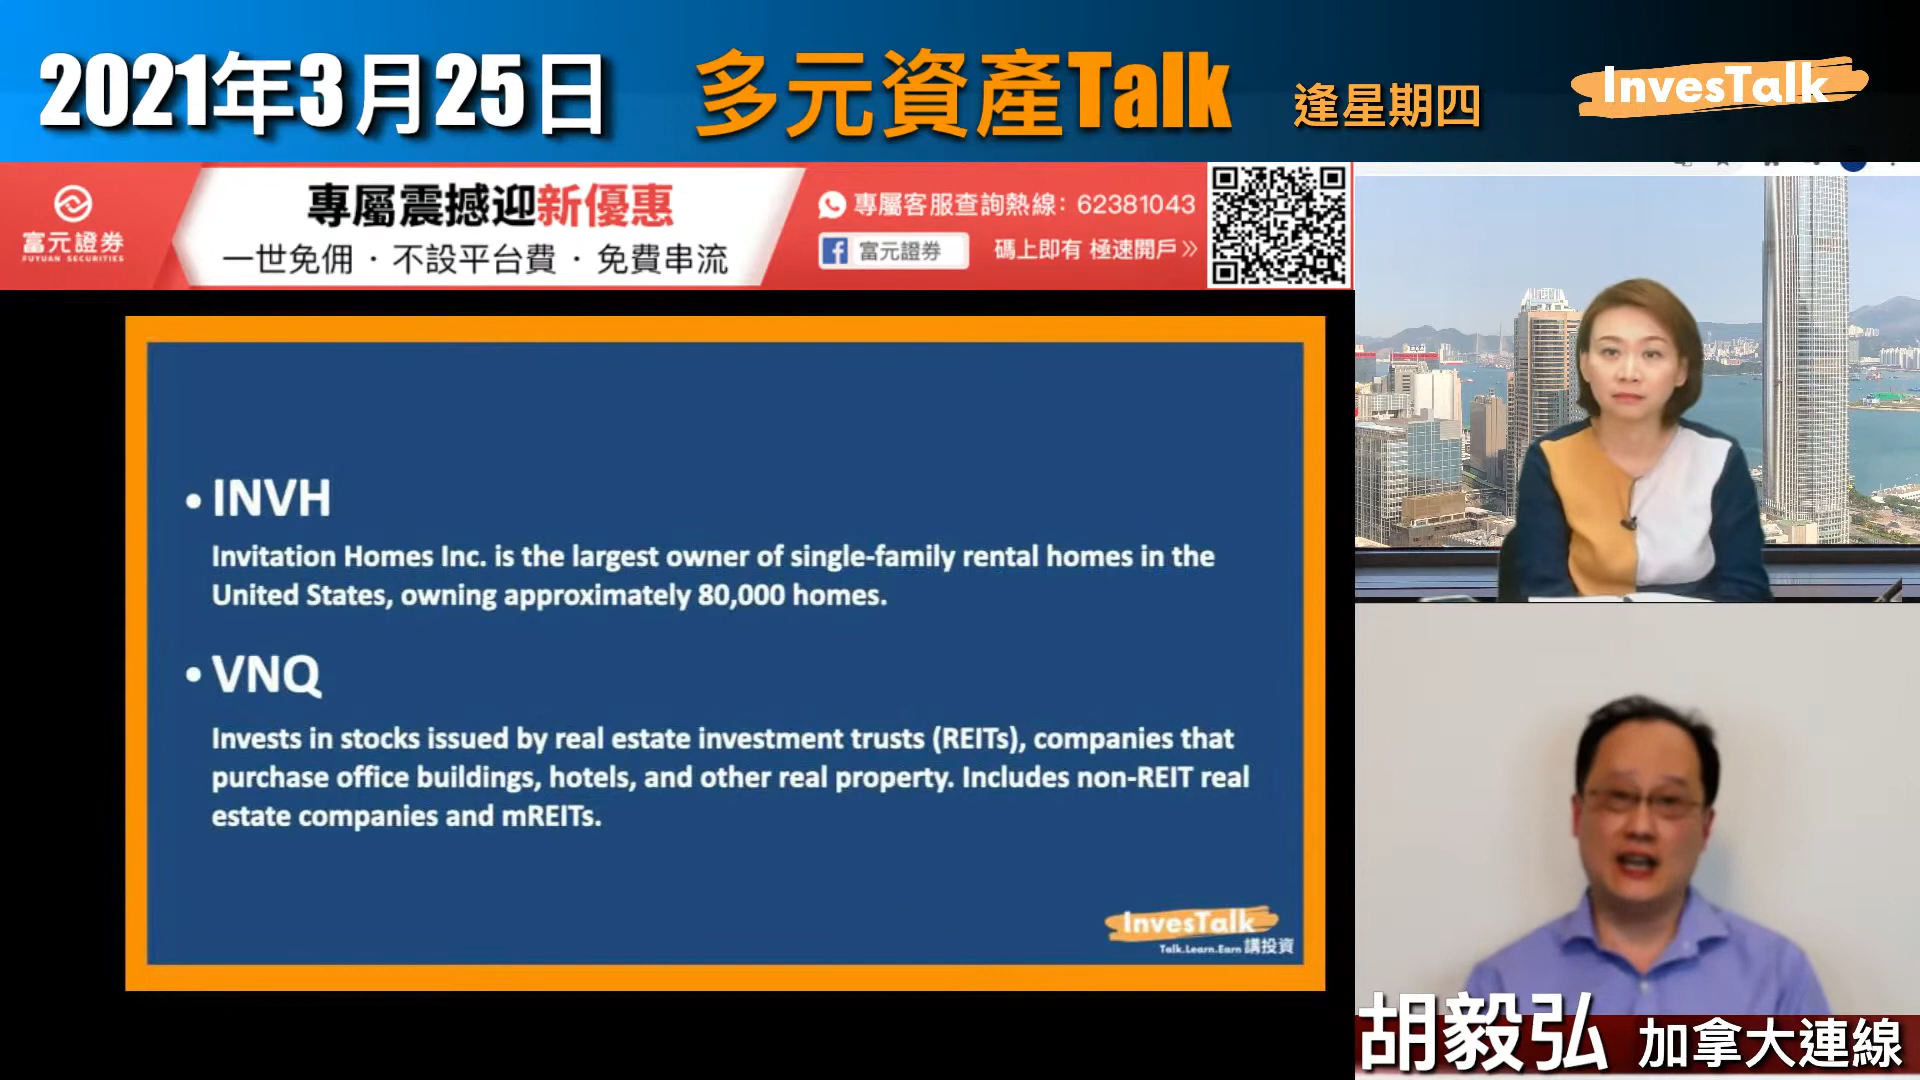 2021年3月25日
多元資產Talk
逢星期四
InvesTalk
富元證券
FUYUAN SECURITIES
專屬震撼迎新優惠
一世免佣 · 不設平台費 · 免費串流
專屬客服查詢熱線: 62381043
富元證券
碼上即有 極速開戶
• INVH
Invitation Homes Inc. is the largest owner of single-family rental homes in the
United States, owning approximately 80,000 homes.
• VNQ
Invests in stocks issued by real estate investment trusts (REITs), companies that
purchase office buildings, hotels, and other real property. Includes non-REIT real
estate companies and mREITs.
InvesTalk
Talk.Learn.Earn 講投資
胡毅弘 加拿大連線